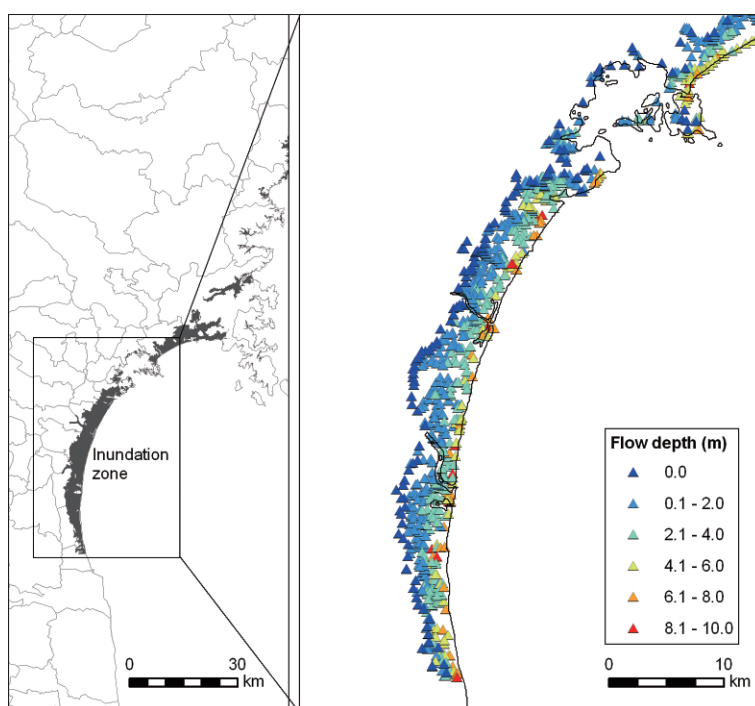 Inundation
zone
0 30
km
Flow depth (m)
0.0
0.1 - 2.0
2.1 - 4.0
4.1 - 6.0
6.1 - 8.0
8.1 - 10.0
0 10
km